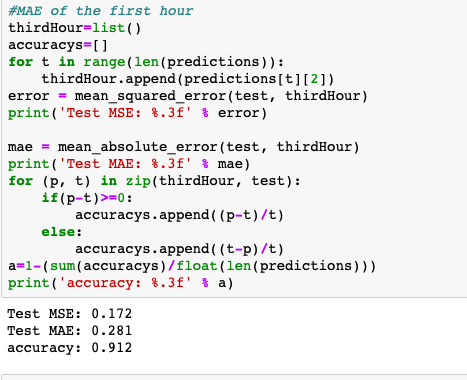 #MAE of the first hour
thirdHour=list()
accuracys=[]
for t in range(len(predictions)):
    thirdHour.append(predictions[t][2])
error = mean_squared_error(test, thirdHour)
print('Test MSE: %.3f' % error)

mae = mean_absolute_error(test, thirdHour)
print('Test MAE: %.3f' % mae)
for (p, t) in zip(thirdHour, test):
    if(p-t)>=0:
        accuracys.append((p-t)/t)
    else:
        accuracys.append((t-p)/t)
a=1-(sum(accuracys)/float(len(predictions)))
print('accuracy: %.3f' % a)
Test MSE: 0.172
Test MAE: 0.281
accuracy: 0.912